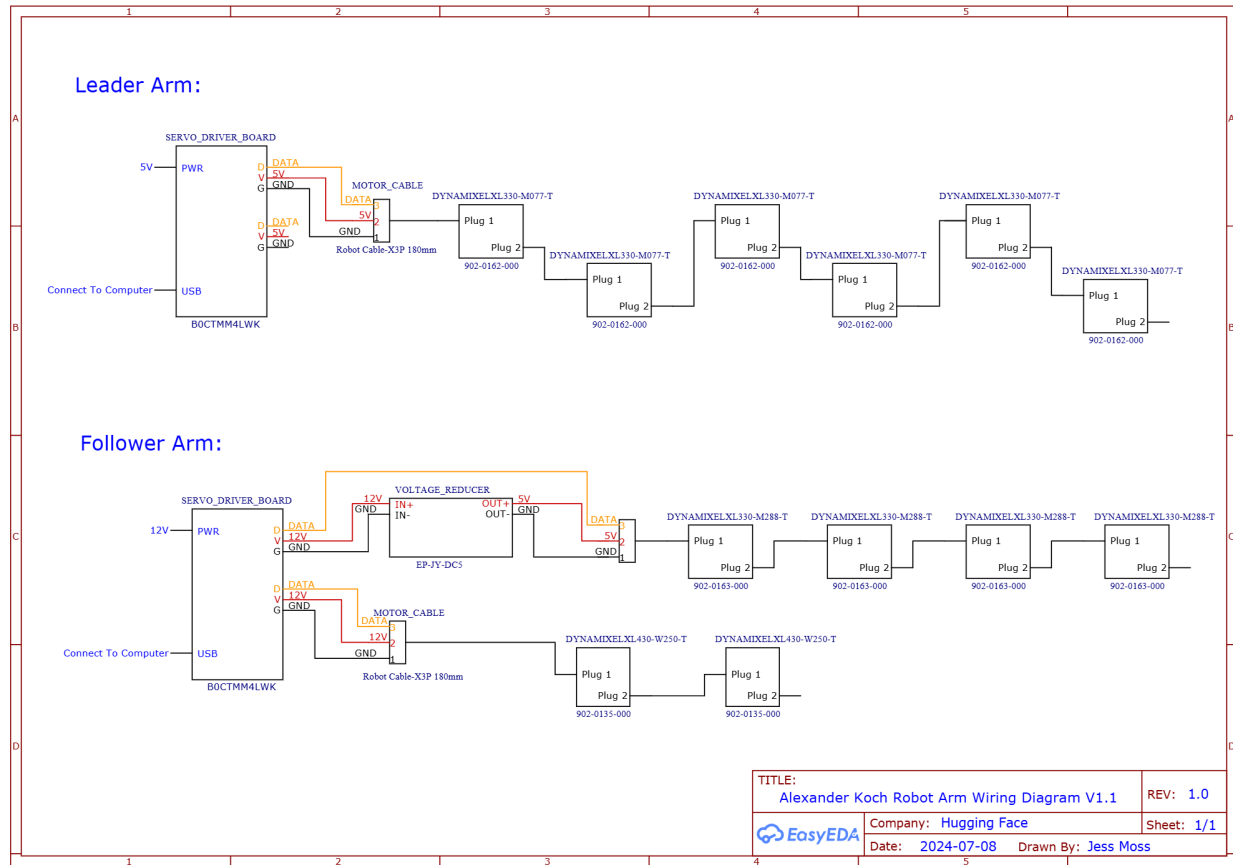 1 2 3 4 5
A A
B B
C C
D D
1 2 3 4 5
Leader Arm:
SERVO_DRIVER_BOARD
5V PWR
D DATA
V 5V
G GND
D DATA
V 5V
G GND
Connect To Computer USB
B0CTMM4LWK
MOTOR_CABLE
DATA 3
5V 2
GND 1
Robot Cable-X3P 180mm
DYNAMIXELXL330-M077-T
Plug 1
Plug 2
902-0162-000
DYNAMIXELXL330-M077-T
Plug 1
Plug 2
902-0162-000
DYNAMIXELXL330-M077-T
Plug 1
Plug 2
902-0162-000
DYNAMIXELXL330-M077-T
Plug 1
Plug 2
902-0162-000
DYNAMIXELXL330-M077-T
Plug 1
Plug 2
902-0162-000
DYNAMIXELXL330-M077-T
Plug 1
Plug 2
902-0162-000
Follower Arm:
SERVO_DRIVER_BOARD
12V PWR
D DATA
V 12V
G GND
D DATA
V 12V
G GND
Connect To Computer USB
B0CTMM4LWK
VOLTAGE_REDUCER
12V IN+
GND IN-
OUT+ 5V
OUT- GND
EP-JY-DC5
DATA 3
5V 2
GND 1
DYNAMIXELXL330-M288-T
Plug 1
Plug 2
902-0163-000
DYNAMIXELXL330-M288-T
Plug 1
Plug 2
902-0163-000
DYNAMIXELXL330-M288-T
Plug 1
Plug 2
902-0163-000
DYNAMIXELXL330-M288-T
Plug 1
Plug 2
902-0163-000
MOTOR_CABLE
DATA 3
12V 2
GND 1
Robot Cable-X3P 180mm
DYNAMIXELXL430-W250-T
Plug 1
Plug 2
902-0135-000
DYNAMIXELXL430-W250-T
Plug 1
Plug 2
902-0135-000
TITLE:
Alexander Koch Robot Arm Wiring Diagram V1.1
REV: 1.0
EasyEDA
Company: Hugging Face
Sheet: 1/1
Date: 2024-07-08 Drawn By: Jess Moss